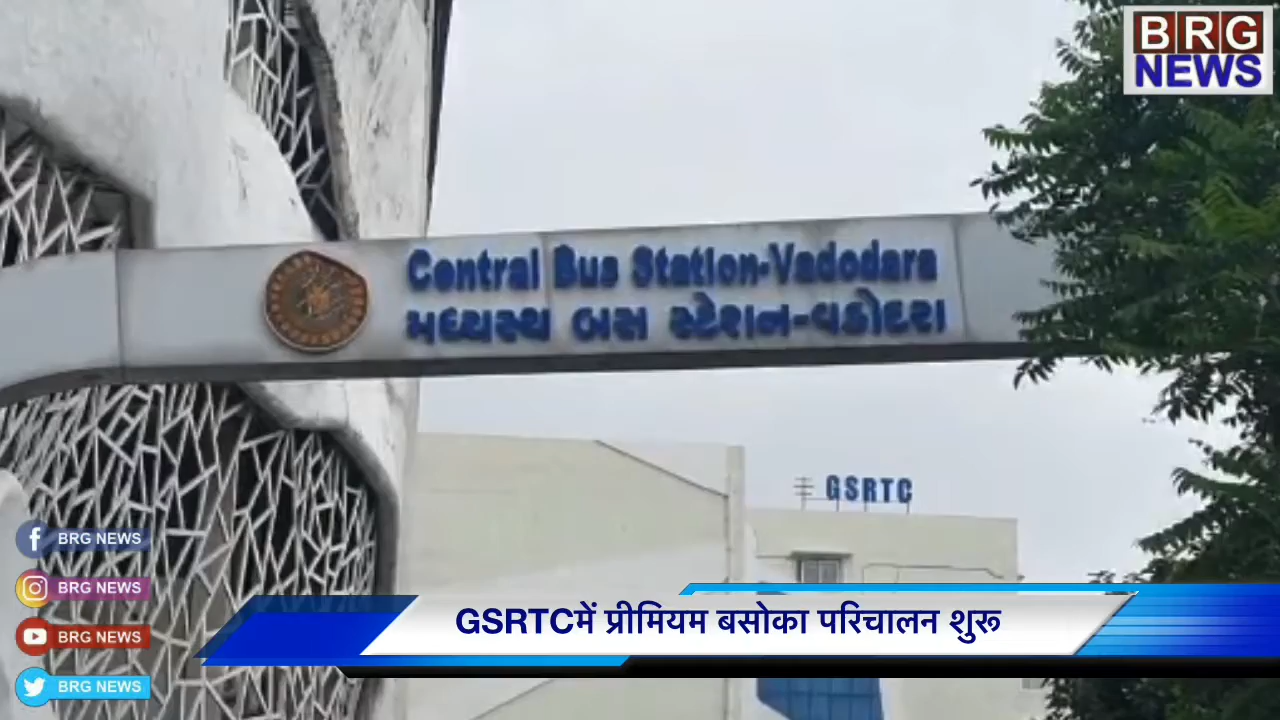 BRG
NEWS
Central Bus Station-Vadodara
મધ્યસ્થ બસ સ્ટેશન-વડોદરા
GSRTC
BRG NEWS
BRG NEWS
GSRTCમેં प्रीमियम बसोका परिचालन शुरू
BRG NEWS
BRG NEWS